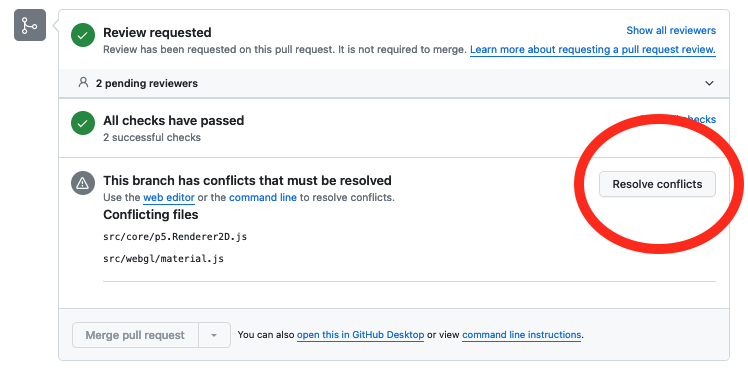 Review requested
Show all reviewers
Review has been requested on this pull request. It is not required to merge. Learn more about requesting a pull request review.
2 pending reviewers
All checks have passed
checks
2 successful checks
This branch has conflicts that must be resolved
Resolve conflicts
Use the web editor or the command line to resolve conflicts.
Conflicting files
src/core/p5.Renderer2D.js
src/webgl/material.js
Merge pull request
You can also open this in GitHub Desktop or view command line instructions.